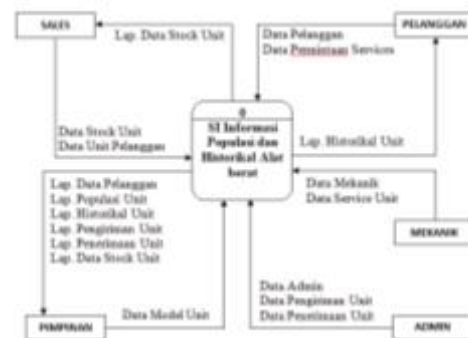 SALES
PELANGGAN
Lap. Data Stock Unit
Data Pelanggan
Data Permintaan Services
0
SI Informasi
Populasi dan
Historikal Alat
berat
Data Stock Unit
Data Unit Pelanggan
Lap. Historikal Unit
Lap. Data Pelanggan
Lap. Populasi Unit
Lap. Historikal Unit
Lap. Pengiriman Unit
Lap. Penerimaan Unit
Lap. Data Stock Unit
Data Mekanik
Data Service Unit
MEKANIK
Data Admin
Data Pengiriman Unit
Data Penerimaan Unit
Data Model Unit
PIMPINAN
ADMIN